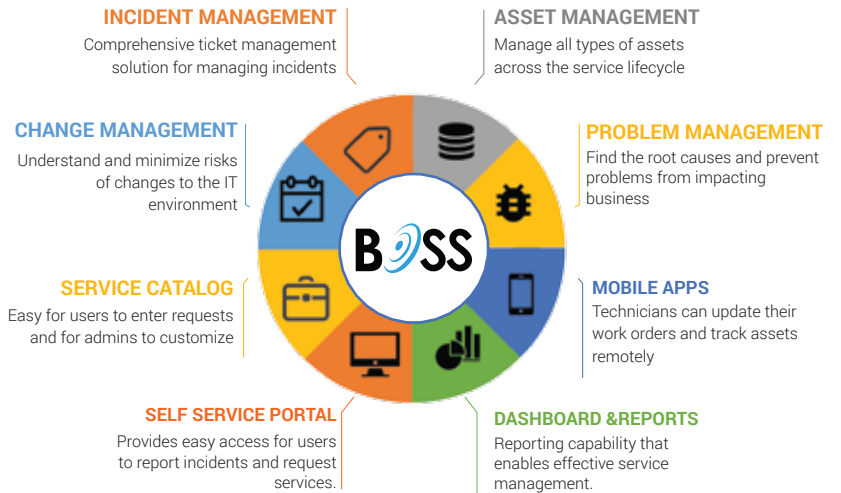 INCIDENT MANAGEMENT
Comprehensive ticket management
solution for managing incidents
ASSET MANAGEMENT
Manage all types of assets
across the service lifecycle
CHANGE MANAGEMENT
Understand and minimize risks
of changes to the IT
environment
PROBLEM MANAGEMENT
Find the root causes and prevent
problems from impacting
business
BOSS
SERVICE CATALOG
Easy for users to enter requests
and for admins to customize
MOBILE APPS
Technicians can update their
work orders and track assets
remotely
SELF SERVICE PORTAL
Provides easy access for users
to report incidents and request
services.
DASHBOARD &REPORTS
Reporting capability that
enables effective service
management.